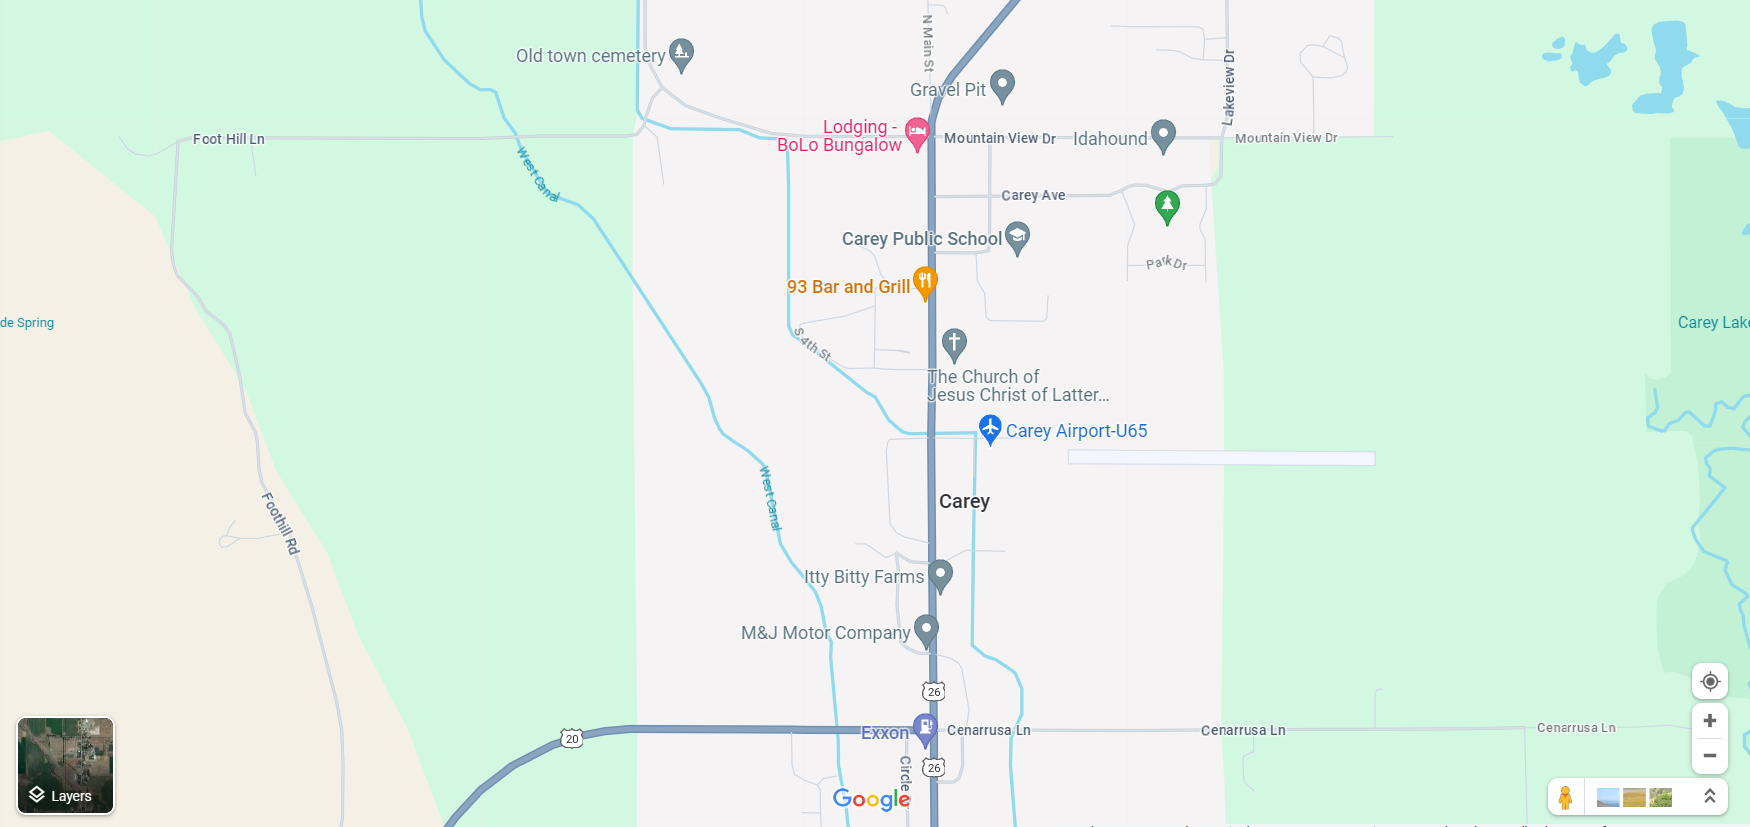 N Main St
Old town cemetery
Lakeview Dr
Gravel Pit
Lodging -
BoLo Bungalow
Foot Hill Ln
Mountain View Dr
Idahound
Mountain View Dr
West Canal
Carey Ave
Carey Public School
Park Dr
93 Bar and Grill
de Spring
Carey Lake
S 4th St
The Church of
Jesus Christ of Latter...
Carey Airport-U65
West Canal
Carey
Foothill Rd
Itty Bitty Farms
M&J Motor Company
26
Exxon
Cenarrusa Ln
Cenarrusa Ln
Cenarrusa Ln
20
26
Circle
Layers
Google